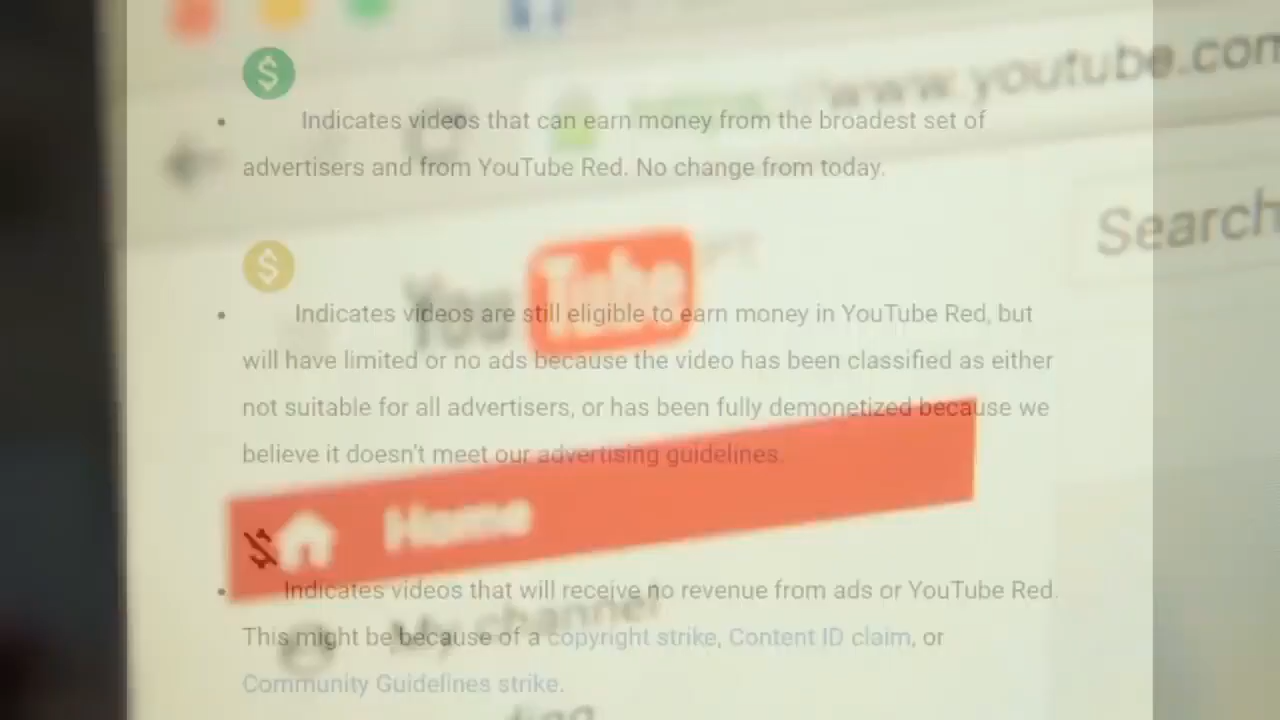 www.youtube.com
$
Indicates videos that can earn money from the broadest set of
advertisers and from YouTube Red. No change from today.
Search
You Tube PT
$
Indicates videos are still eligible to earn money in YouTube Red, but
will have limited or no ads because the video has been classified as either
not suitable for all advertisers, or has been fully demonetized because we
believe it doesn't meet our advertising guidelines.
Home
Indicates videos that will receive no revenue from ads or YouTube Red.
My channel
This might be because of a copyright strike, Content ID claim, or
Community Guidelines strike.